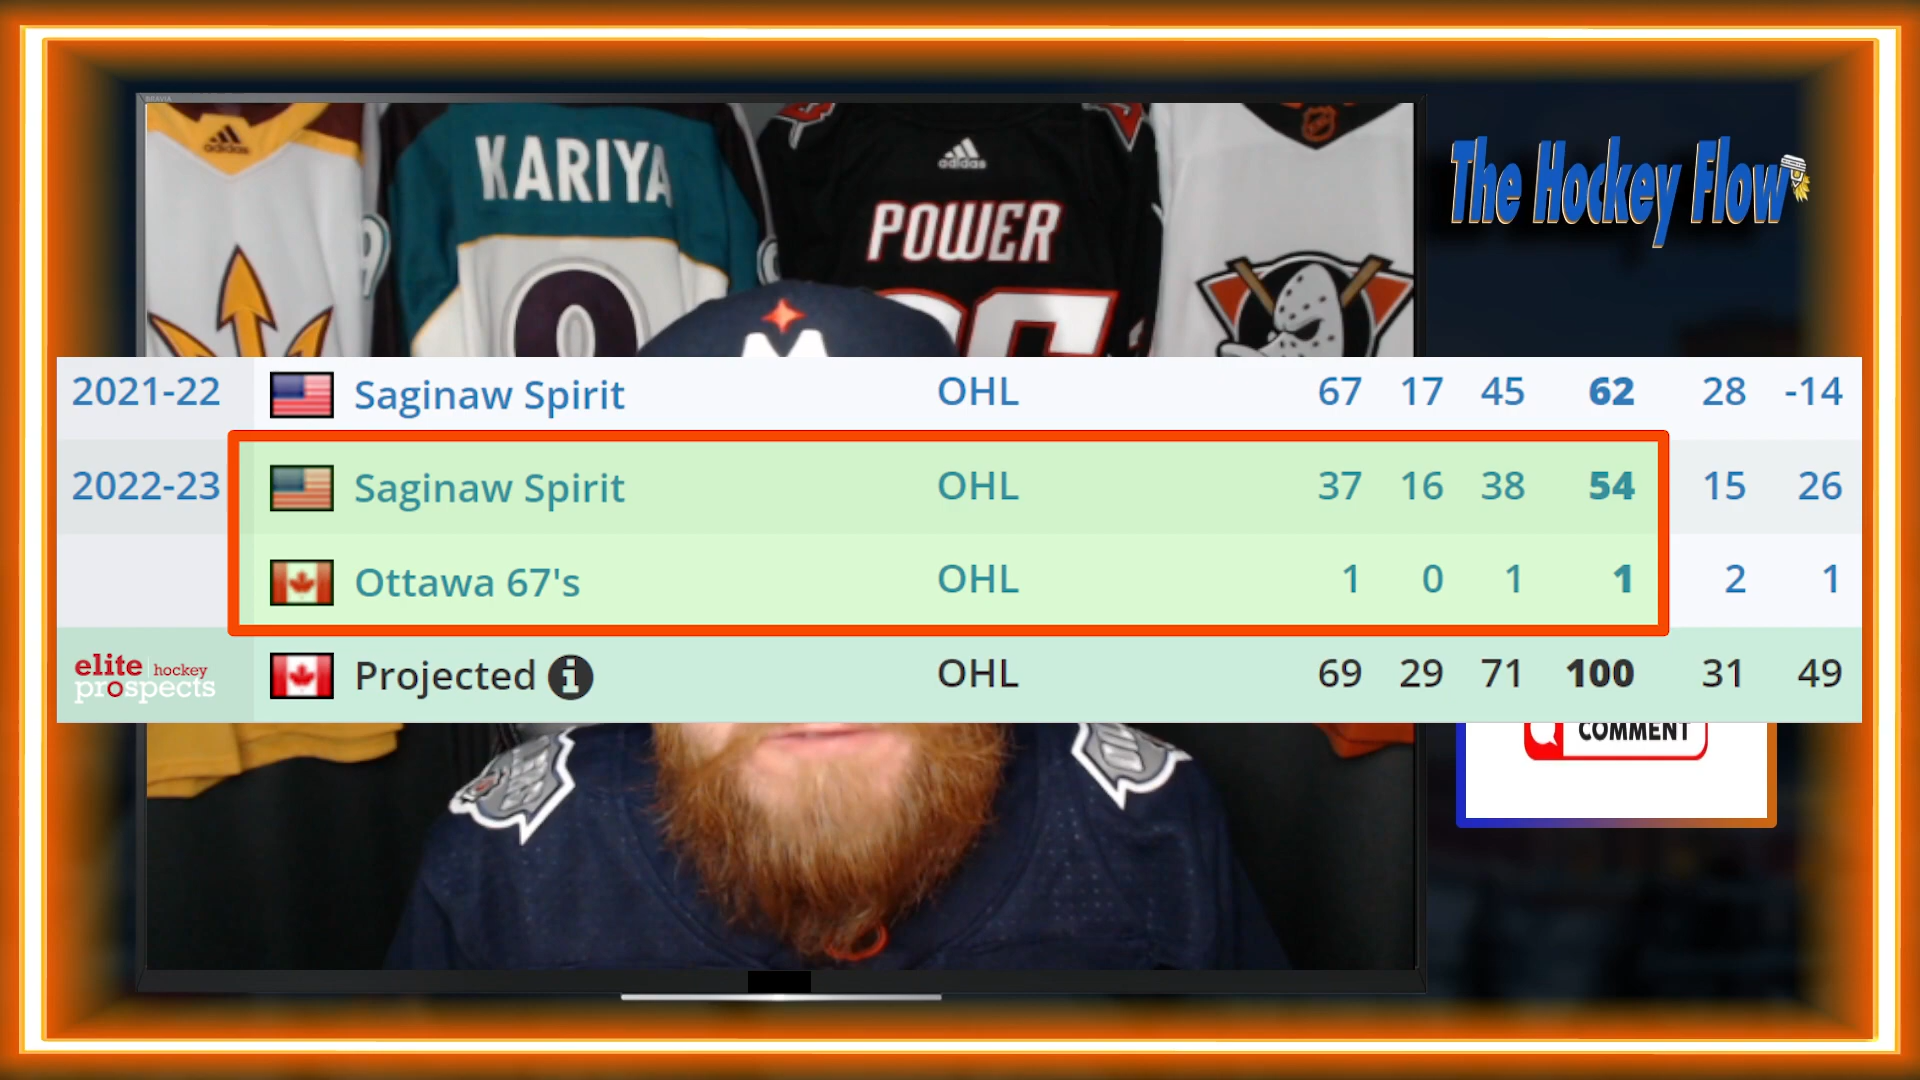 BRAVIA
adidas
KARIYA
adidas
POWER
The Hockey Flow
2021-22 Saginaw Spirit OHL 67 17 45 62 28 -14
2022-23 Saginaw Spirit OHL 37 16 38 54 15 26
Ottawa 67's OHL 1 0 1 1 2 1
elite hockey prospects Projected i OHL 69 29 71 100 31 49
COMMENT